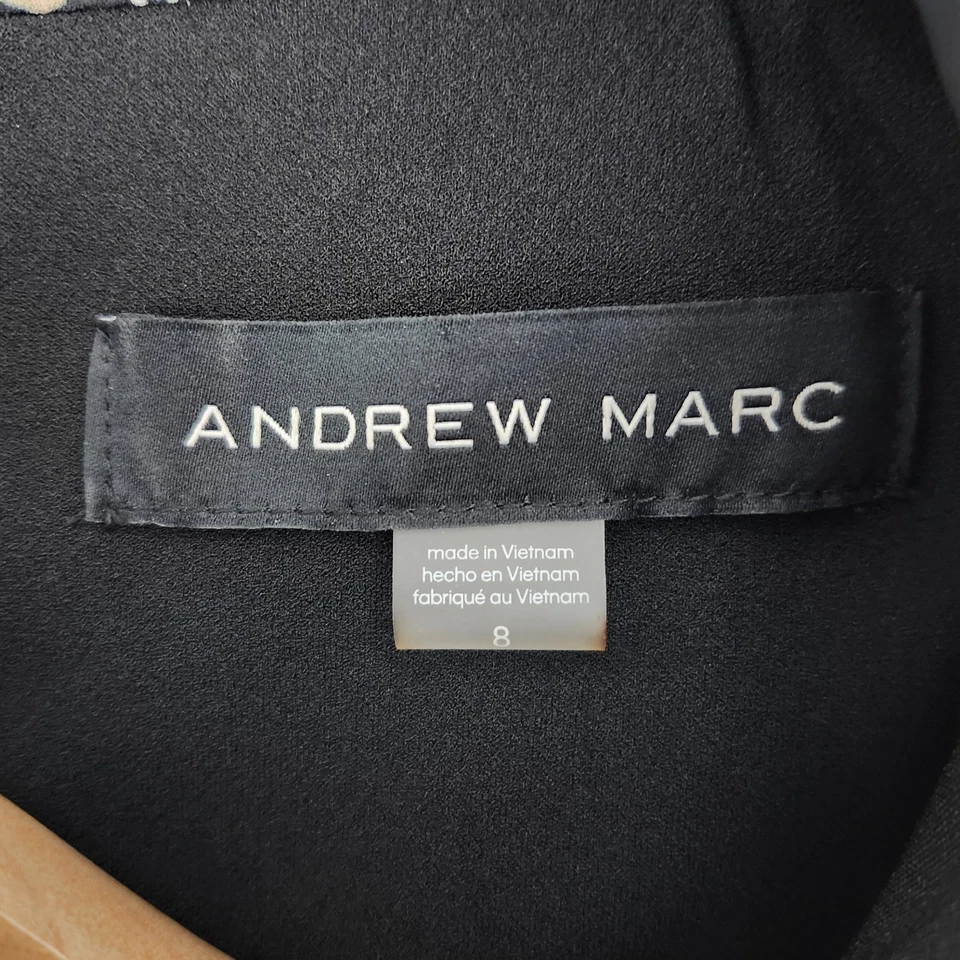 ANDREW MARC
made in Vietnam
hecho en Vietnam
fabriqué au Vietnam
8